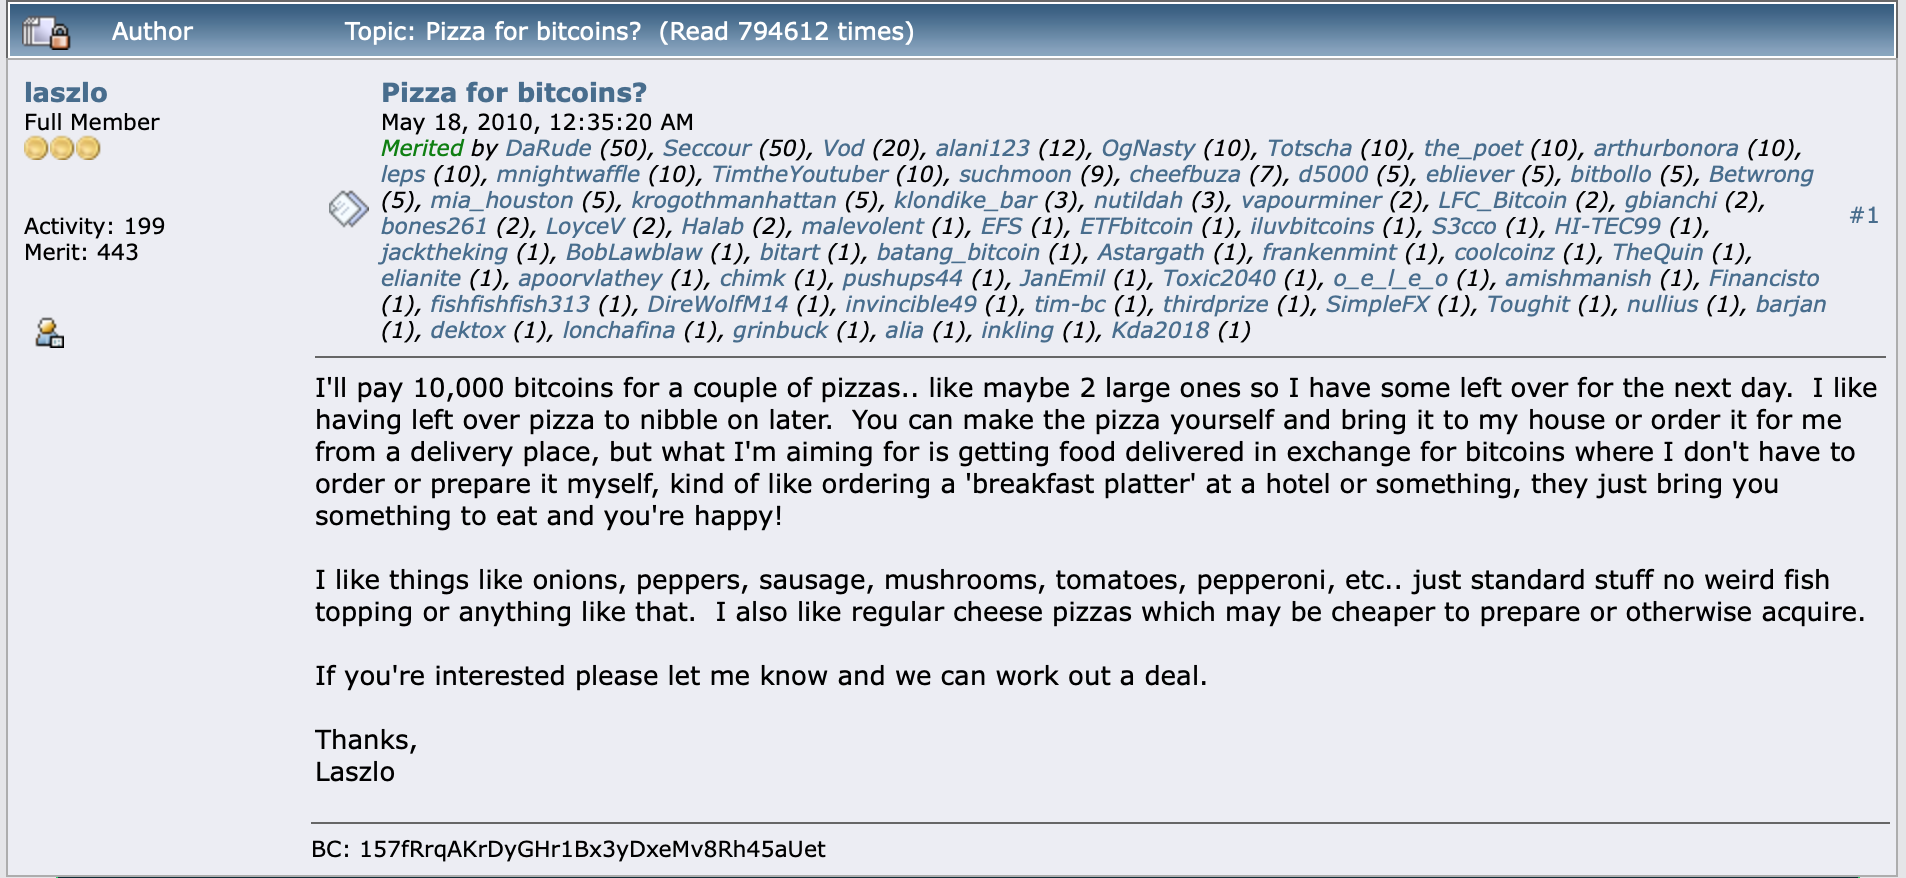 Author Topic: Pizza for bitcoins?  (Read 794612 times)
laszlo
Full Member
Activity: 199
Merit: 443
Pizza for bitcoins?
May 18, 2010, 12:35:20 AM
Merited by DaRude (50), Seccour (50), Vod (20), alani123 (12), OgNasty (10), Totscha (10), the_poet (10), arthurbonora (10),
leps (10), mnightwaffle (10), TimtheYoutuber (10), suchmoon (9), cheefbuza (7), d5000 (5), ebliever (5), bitbollo (5), Betwrong
(5), mia_houston (5), krogothmanhattan (5), klondike_bar (3), nutildah (3), vapourminer (2), LFC_Bitcoin (2), gbianchi (2),
#1
bones261 (2), LoyceV (2), Halab (2), malevolent (1), EFS (1), ETFbitcoin (1), iluvbitcoins (1), S3cco (1), HI-TEC99 (1),
jacktheking (1), BobLawblaw (1), bitart (1), batang_bitcoin (1), Astargath (1), frankenmint (1), coolcoinz (1), TheQuin (1),
elianite (1), apoorvlathey (1), chimk (1), pushups44 (1), JanEmil (1), Toxic2040 (1), o_e_l_e_o (1), amishmanish (1), Financisto
(1), fishfishfish313 (1), DireWolfM14 (1), invincible49 (1), tim-bc (1), thirdprize (1), SimpleFX (1), Toughit (1), nullius (1), barjan
(1), dektox (1), lonchafina (1), grinbuck (1), alia (1), inkling (1), Kda2018 (1)
I'll pay 10,000 bitcoins for a couple of pizzas.. like maybe 2 large ones so I have some left over for the next day.  I like
having left over pizza to nibble on later.  You can make the pizza yourself and bring it to my house or order it for me
from a delivery place, but what I'm aiming for is getting food delivered in exchange for bitcoins where I don't have to
order or prepare it myself, kind of like ordering a 'breakfast platter' at a hotel or something, they just bring you
something to eat and you're happy!
I like things like onions, peppers, sausage, mushrooms, tomatoes, pepperoni, etc.. just standard stuff no weird fish
topping or anything like that.  I also like regular cheese pizzas which may be cheaper to prepare or otherwise acquire.
If you're interested please let me know and we can work out a deal.
Thanks,
Laszlo
BC: 157fRrqAKrDyGHr1Bx3yDxeMv8Rh45aUet